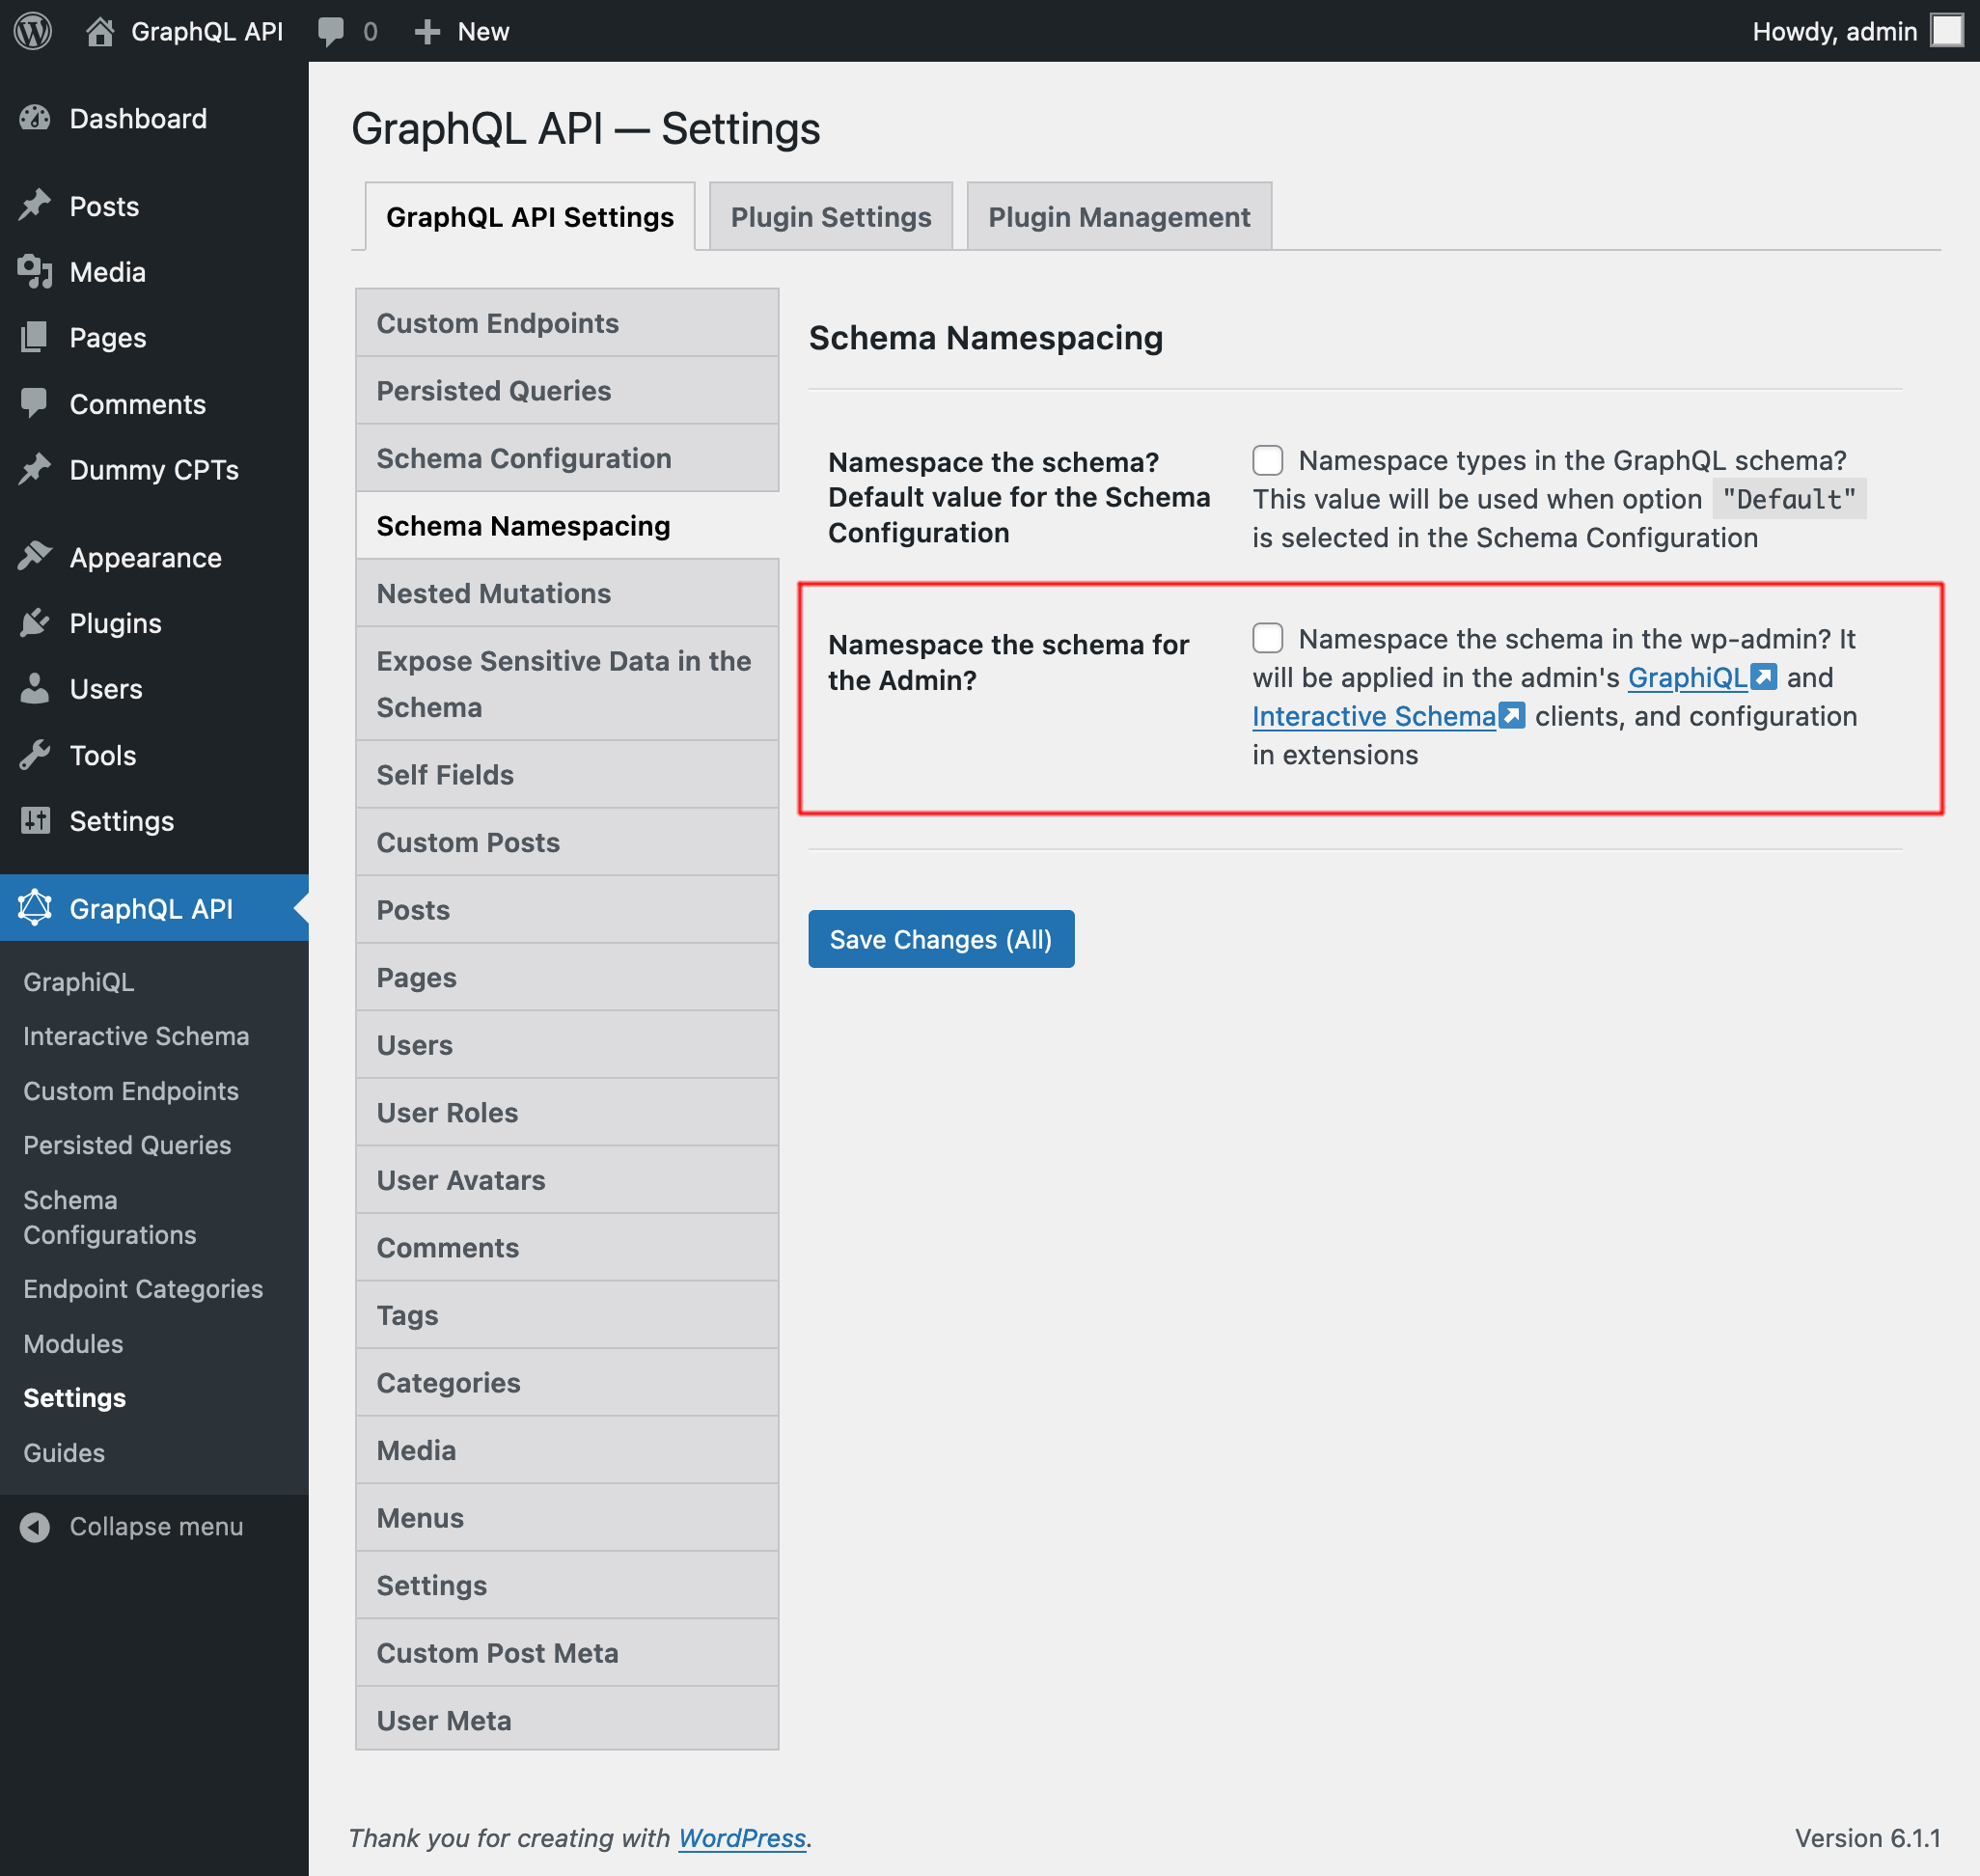 GraphQL API
0
New
Howdy, admin
Dashboard
Posts
Media
Pages
Comments
Dummy CPTs
Appearance
Plugins
Users
Tools
Settings
GraphQL API
GraphiQL
Interactive Schema
Custom Endpoints
Persisted Queries
Schema
Configurations
Endpoint Categories
Modules
Settings
Guides
Collapse menu
GraphQL API — Settings
GraphQL API Settings
Plugin Settings
Plugin Management
Custom Endpoints
Persisted Queries
Schema Configuration
Schema Namespacing
Nested Mutations
Expose Sensitive Data in the
Schema
Self Fields
Custom Posts
Posts
Pages
Users
User Roles
User Avatars
Comments
Tags
Categories
Media
Menus
Settings
Custom Post Meta
User Meta
Schema Namespacing
Namespace the schema?
Default value for the Schema
Configuration
Namespace types in the GraphQL schema?
This value will be used when option "Default"
is selected in the Schema Configuration
Namespace the schema for
the Admin?
Namespace the schema in the wp-admin? It
will be applied in the admin's GraphiQL and
Interactive Schema clients, and configuration
in extensions
Save Changes (All)
Thank you for creating with WordPress.
Version 6.1.1